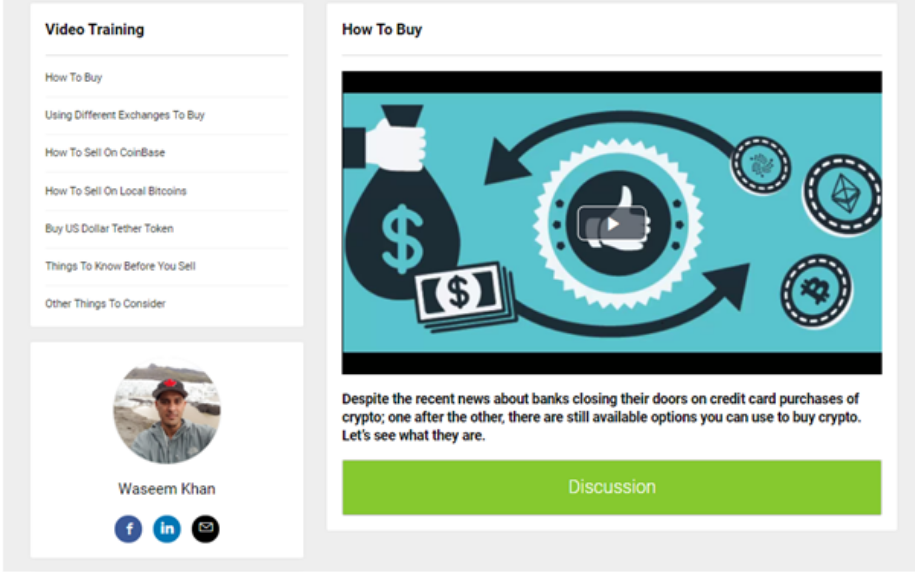 Video Training
How To Buy
Using Different Exchanges To Buy
How To Sell On CoinBase
How To Sell On Local Bitcoins
Buy US Dollar Tether Token
Things To Know Before You Sell
Other Things To Consider
Waseem Khan
f
in
How To Buy
$
$
Despite the recent news about banks closing their doors on credit card purchases of
crypto; one after the other, there are still available options you can use to buy crypto.
Let's see what they are.
Discussion